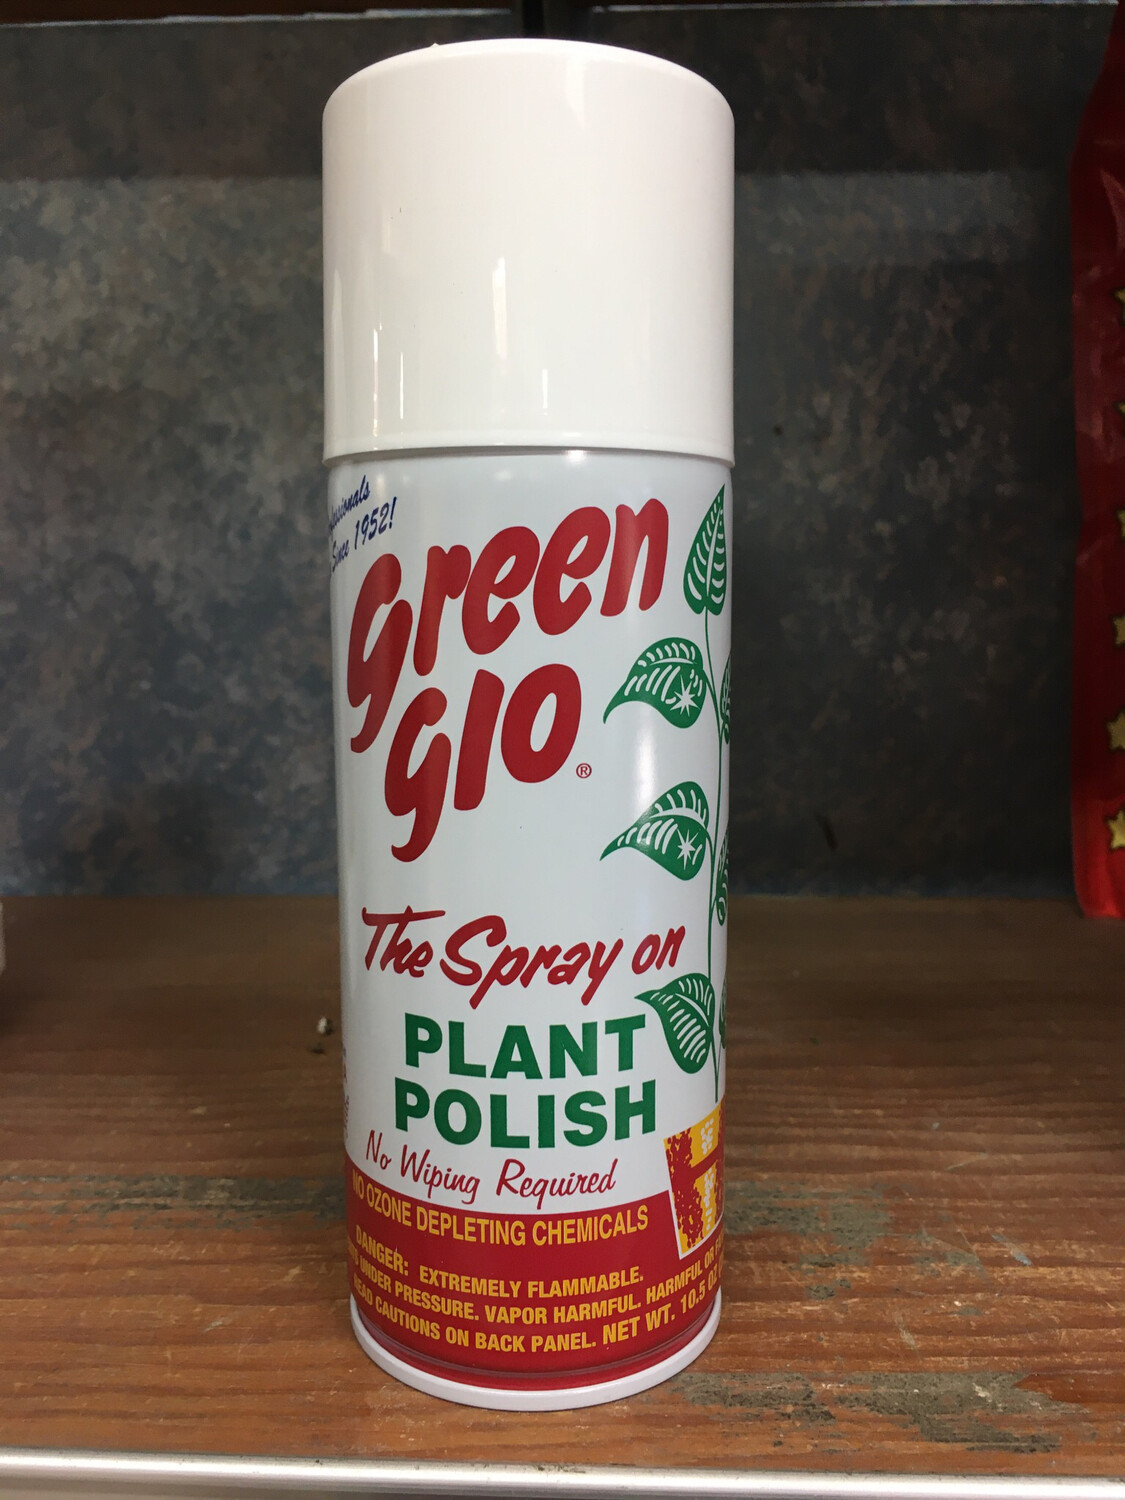 Since 1952!
Green
Glo®
The Spray on
PLANT
POLISH
No Wiping Required
NO OZONE DEPLETING CHEMICALS
DANGER: EXTREMELY FLAMMABLE.
UNDER PRESSURE. VAPOR HARMFUL. HARMFUL OR
READ CAUTIONS ON BACK PANEL. NET WT. 10.5 OZ